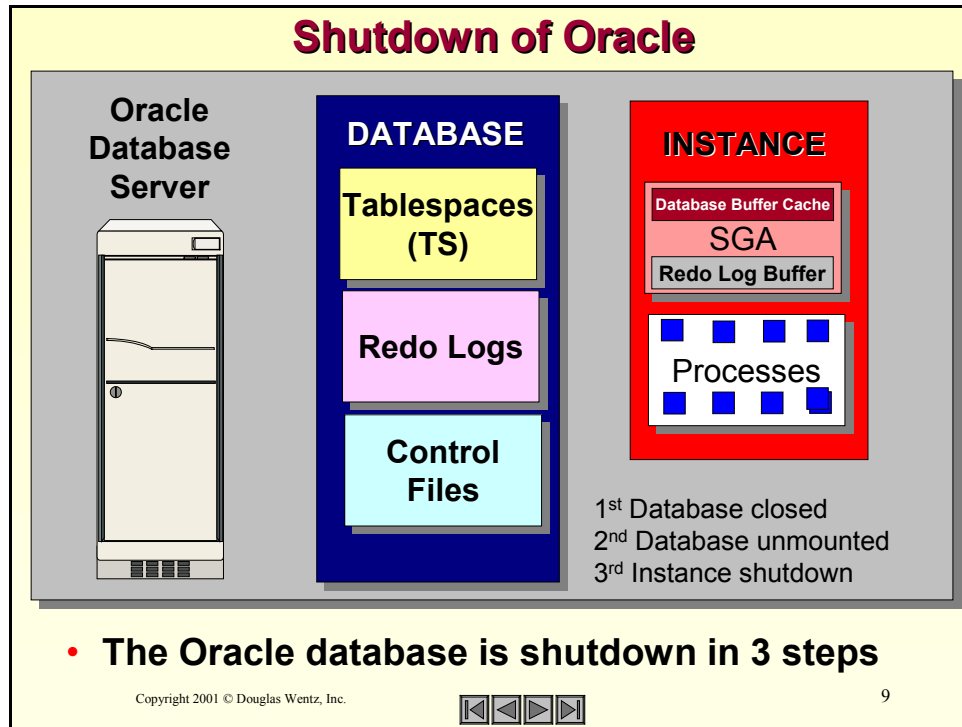 Shutdown of Oracle
Oracle
Database
Server
DATABASE
Tablespaces
(TS)
Redo Logs
Control
Files
INSTANCE
Database Buffer Cache
SGA
Redo Log Buffer
Processes
1st Database closed
2nd Database unmounted
3rd Instance shutdown
• The Oracle database is shutdown in 3 steps
Copyright 2001 © Douglas Wentz, Inc.
9